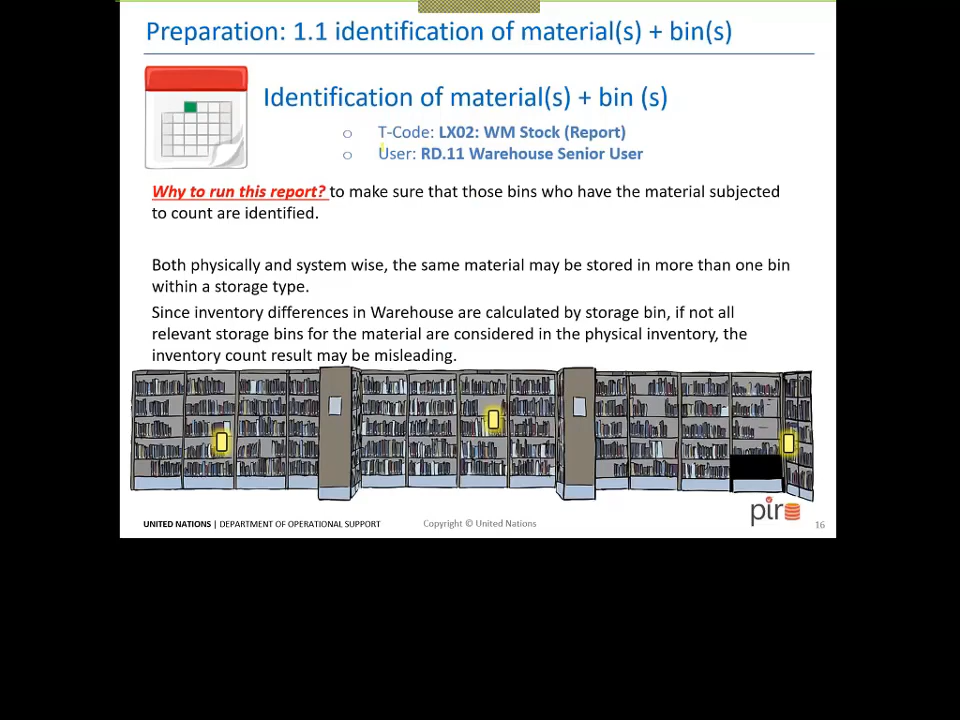 Preparation: 1.1 identification of material(s) + bin(s)
Identification of material(s) + bin (s)
o T-Code: LX02: WM Stock (Report)
o User: RD.11 Warehouse Senior User
Why to run this report? to make sure that those bins who have the material subjected
to count are identified.
Both physically and system wise, the same material may be stored in more than one bin
within a storage type.
Since inventory differences in Warehouse are calculated by storage bin, if not all
relevant storage bins for the material are considered in the physical inventory, the
inventory count result may be misleading.
UNITED NATIONS | DEPARTMENT OF OPERATIONAL SUPPORT
Copyright © United Nations
pir
16